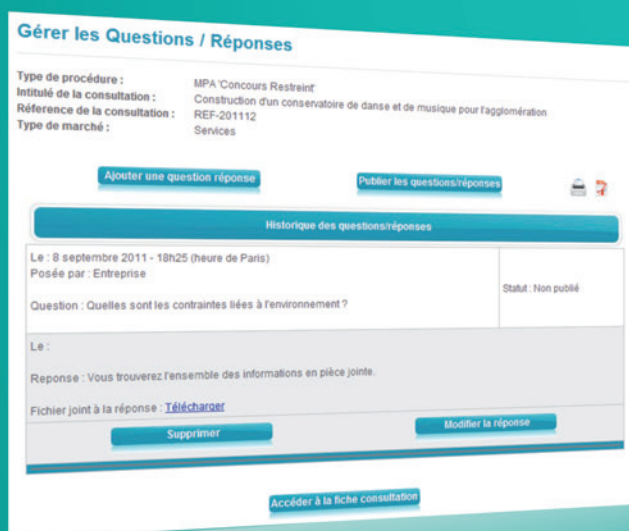 Gérer les Questions / Réponses
Type de procédure : MPA 'Concours Restreint'
Intitulé de la consultation : Construction d'un conservatoire de danse et de musique pour l'agglomération
Réference de la consultation : REF-201112
Type de marché : Services
Ajouter une question réponse Publier les questions/réponses
Historique des questions/réponses
Le : 8 septembre 2011 - 18h25 (heure de Paris)
Posée par : Entreprise
Statut : Non publié
Question : Quelles sont les contraintes liées à l'environnement ?
Le :
Reponse : Vous trouverez l'ensemble des informations en pièce jointe.
Fichier joint à la réponse : Télécharger
Supprimer Modifier la réponse
Accéder à la fiche consultation